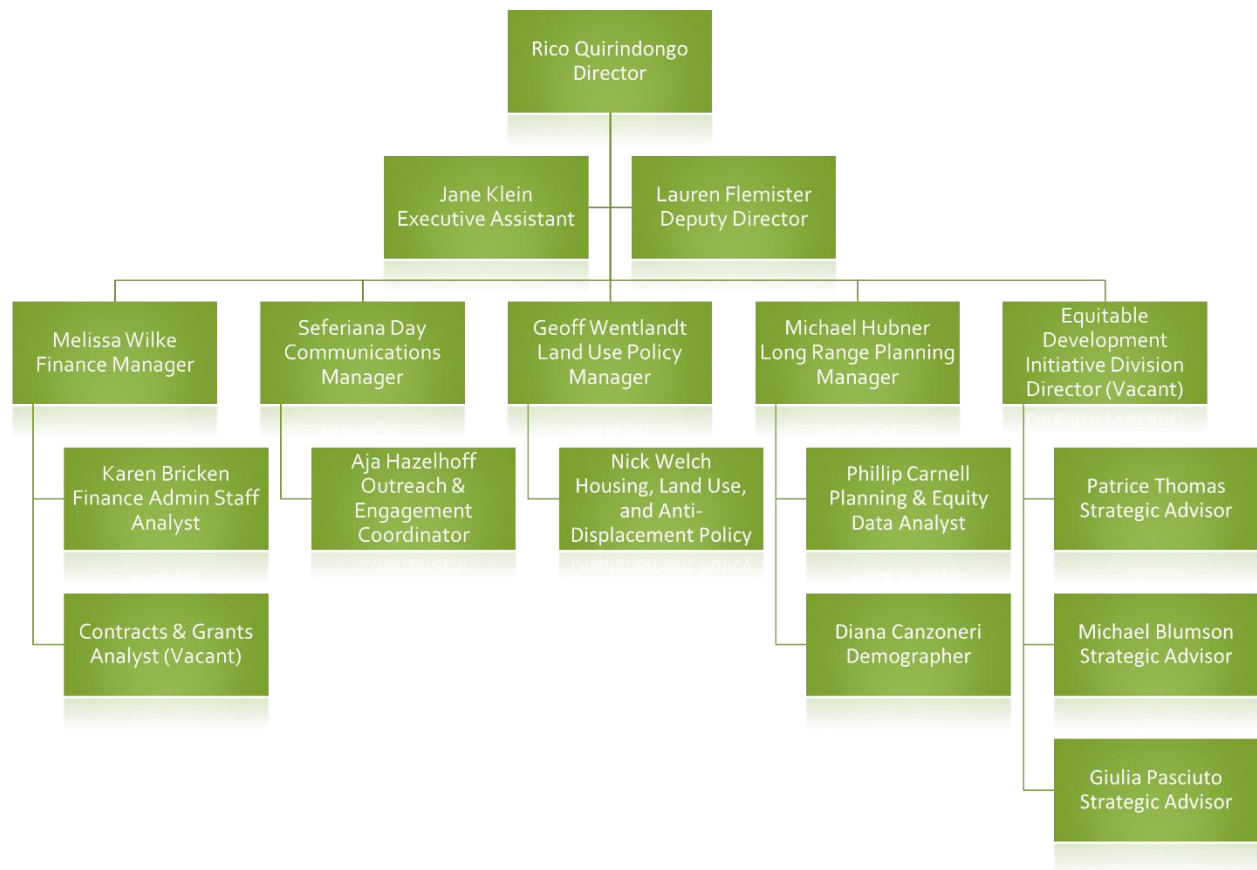 Rico Quirindongo
Director
Jane Klein
Executive Assistant
Lauren Flemister
Deputy Director
Melissa Wilke
Finance Manager
Seferiana Day
Communications
Manager
Geoff Wentlandt
Land Use Policy
Manager
Michael Hubner
Long Range Planning
Manager
Equitable
Development
Initiative Division
Director (Vacant)
Karen Bricken
Finance Admin Staff
Analyst
Aja Hazelhoff
Outreach &
Engagement
Coordinator
Nick Welch
Housing, Land Use,
and Anti-
Displacement Policy
Phillip Carnell
Planning & Equity
Data Analyst
Patrice Thomas
Strategic Advisor
Contracts & Grants
Analyst (Vacant)
Diana Canzoneri
Demographer
Michael Blumson
Strategic Advisor
Giulia Pasciuto
Strategic Advisor